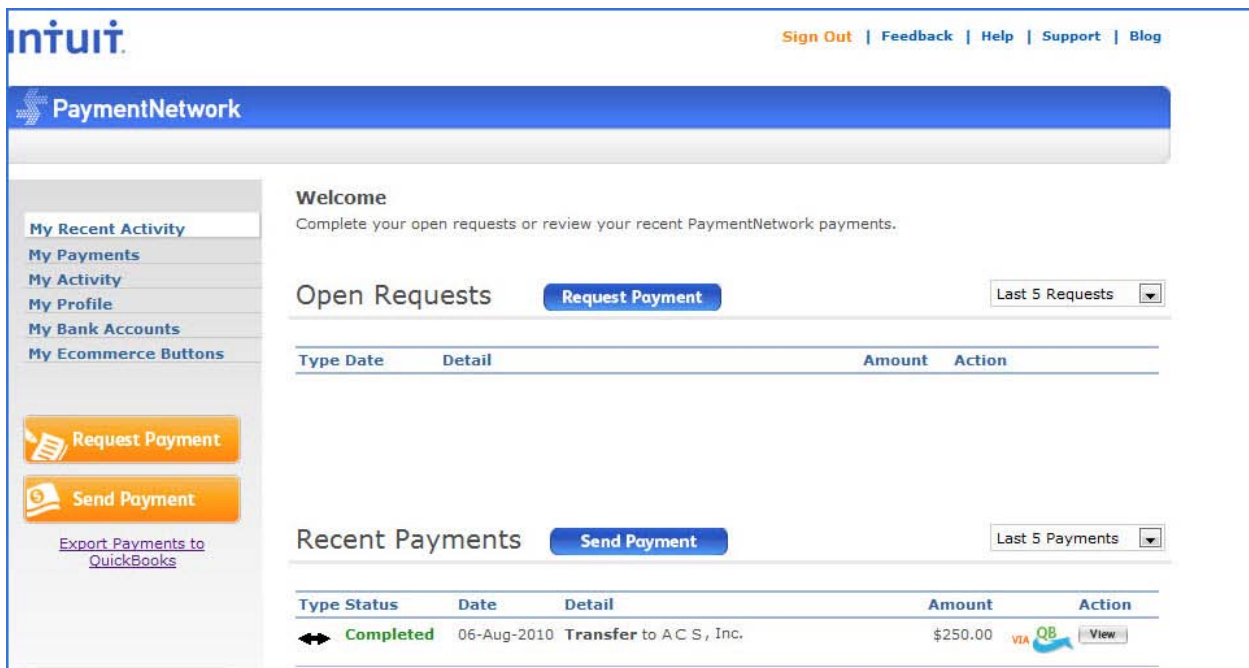 intuit
Sign Out | Feedback | Help | Support | Blog
PaymentNetwork
My Recent Activity
My Payments
My Activity
My Profile
My Bank Accounts
My Ecommerce Buttons
Request Payment
Send Payment
Export Payments to
QuickBooks
Welcome
Complete your open requests or review your recent PaymentNetwork payments.
Open Requests Request Payment Last 5 Requests
Type Date Detail Amount Action
Recent Payments Send Payment Last 5 Payments
Type Status Date Detail Amount Action
Completed 06-Aug-2010 Transfer to A C S, Inc. $250.00 VIA QB View